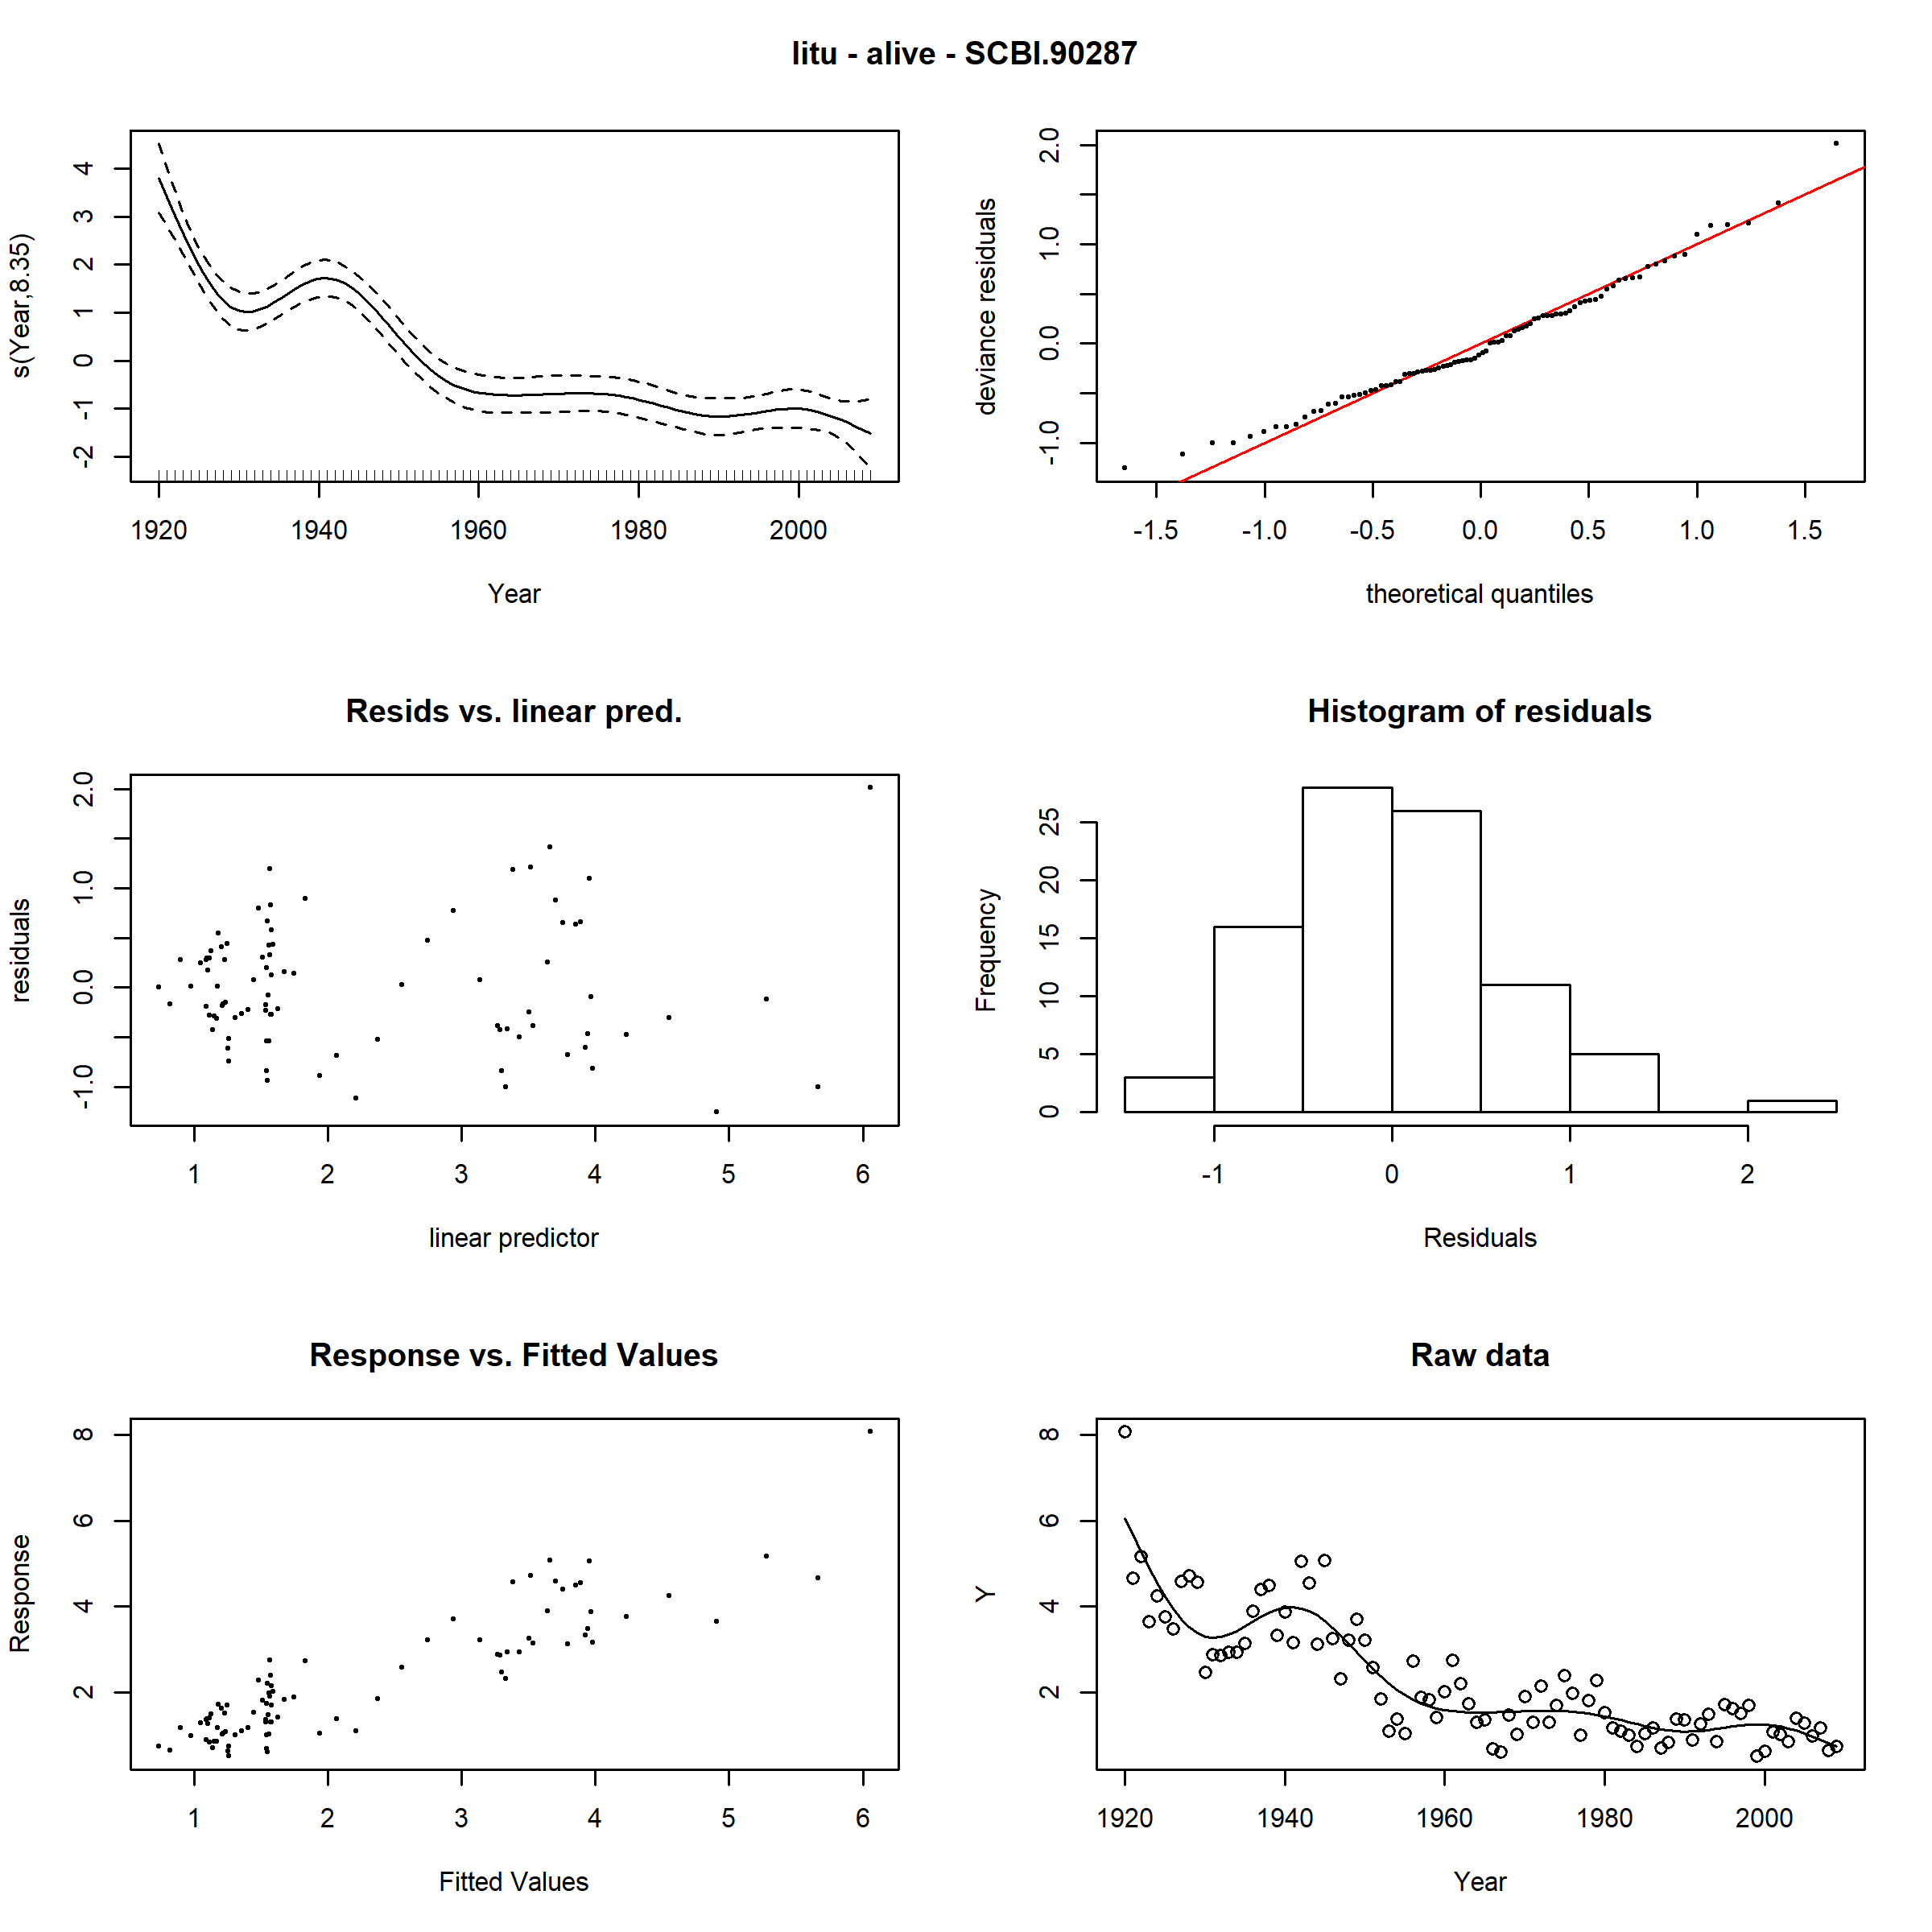 litu - alive - SCBI.90287
s(Year,8.35)
4
3
2
1
0
-1
-2
1920 1940 1960 1980 2000
Year
deviance residuals
2.0
1.0
0.0
-1.0
-1.5 -1.0 -0.5 0.0 0.5 1.0 1.5
theoretical quantiles
Resids vs. linear pred.
residuals
2.0
1.0
0.0
-1.0
1 2 3 4 5 6
linear predictor
Histogram of residuals
Frequency
25
20
15
10
5
0
-1 0 1 2
Residuals
Response vs. Fitted Values
Response
8
6
4
2
1 2 3 4 5 6
Fitted Values
Raw data
Y
8
6
4
2
1920 1940 1960 1980 2000
Year